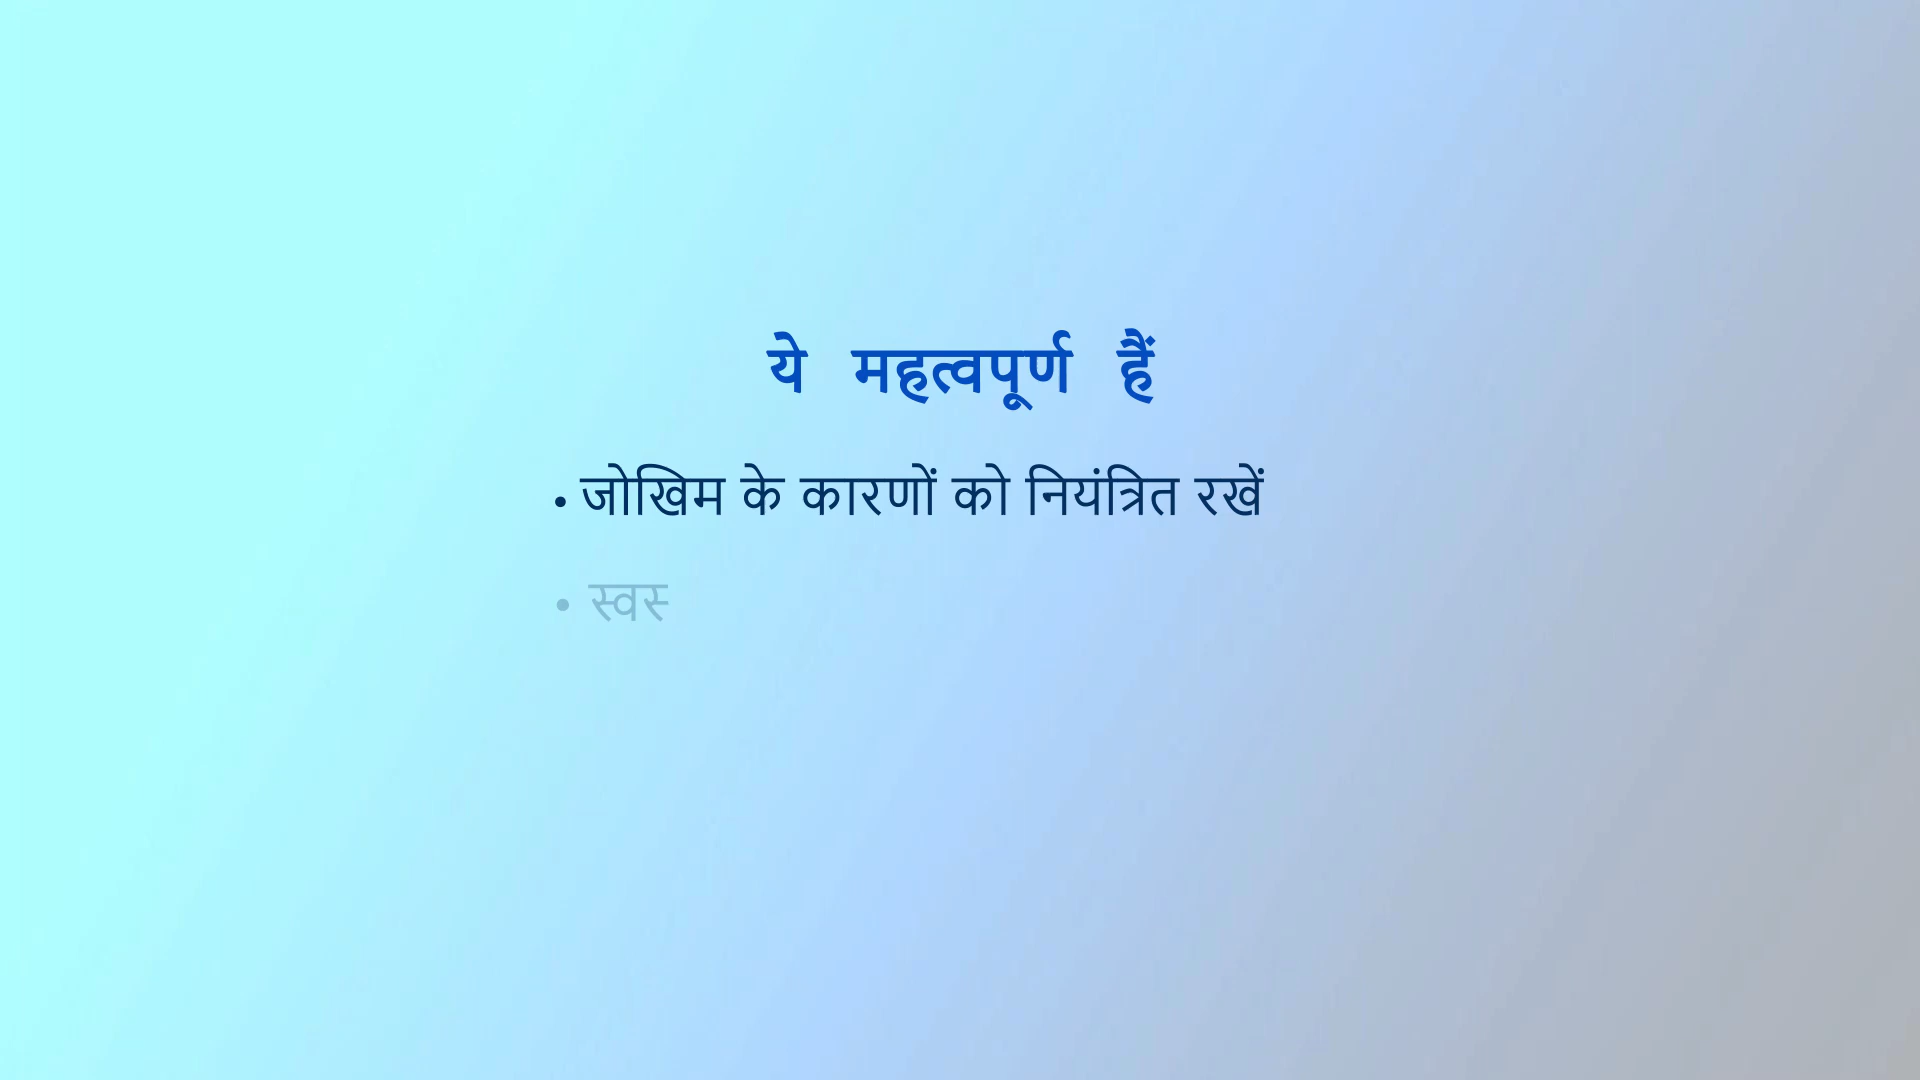 ये महत्वपूर्ण हैं
• जोखिम के कारणों को नियंत्रित रखें
• स्वस